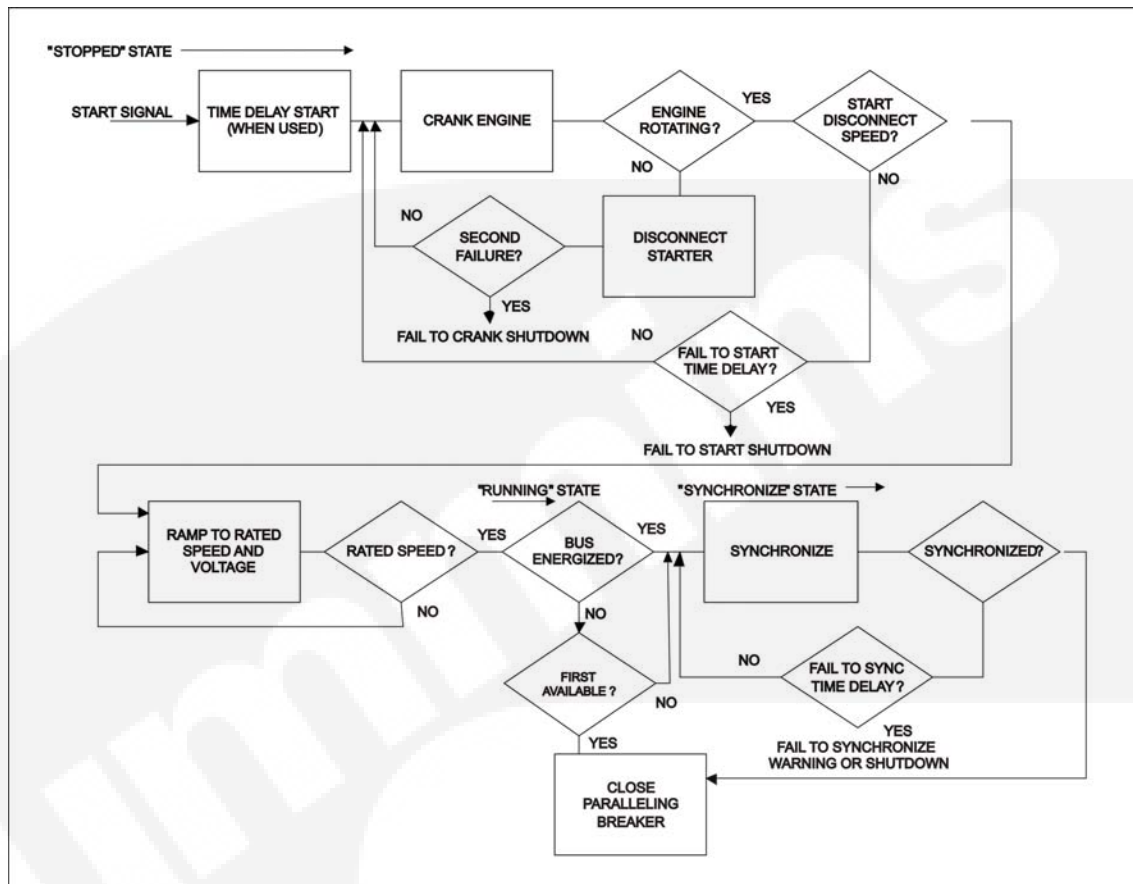 "STOPPED" STATE
START SIGNAL
TIME DELAY START
(WHEN USED)
CRANK ENGINE
ENGINE
ROTATING?
YES
START
DISCONNECT
SPEED?
NO
NO
NO
SECOND
FAILURE?
DISCONNECT
STARTER
YES
FAIL TO CRANK SHUTDOWN
NO
FAIL TO START
TIME DELAY?
YES
FAIL TO START SHUTDOWN
"RUNNING" STATE
"SYNCHRONIZE" STATE
RAMP TO RATED
SPEED AND
VOLTAGE
RATED SPEED?
YES
BUS
ENERGIZED?
YES
SYNCHRONIZE
SYNCHRONIZED?
NO
NO
NO
FAIL TO SYNC
TIME DELAY?
FIRST
AVAILABLE ?
NO
YES
YES
FAIL TO SYNCHRONIZE
WARNING OR SHUTDOWN
CLOSE
PARALLELING
BREAKER